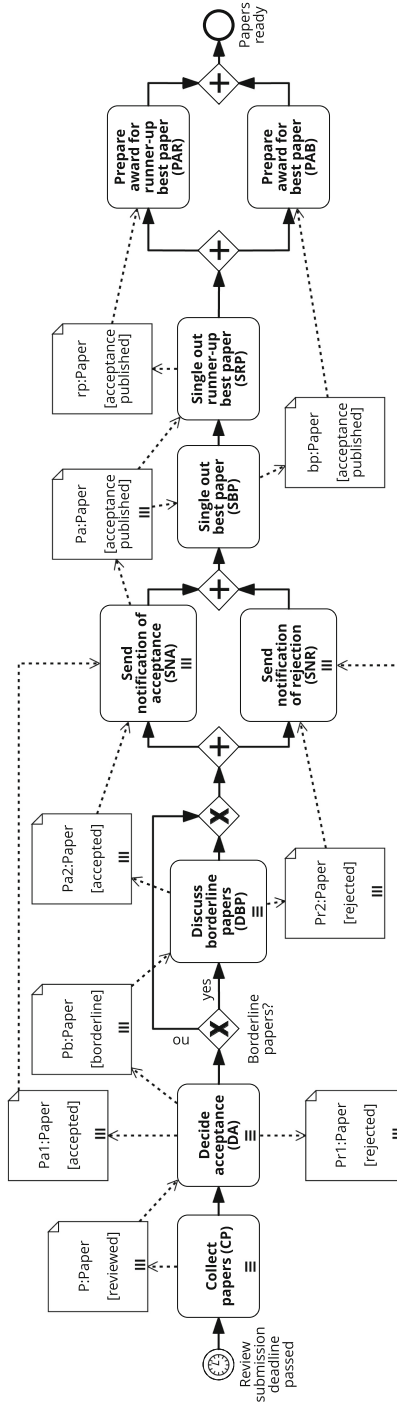 Review
submission
deadline
passed
P:Paper
[reviewed]
Collect
papers (CP)
Pa1:Paper
[accepted]
Decide
acceptance
(DA)
Pr1:Paper
[rejected]
Pb:Paper
[borderline]
no
yes
Borderline
papers?
Pa2:Paper
[accepted]
Discuss
borderline
papers
(DBP)
Pr2:Paper
[rejected]
Send
notification of
acceptance
(SNA)
Send
notification
of rejection
(SNR)
Pa:Paper
[acceptance
published]
Single out
best paper
(SBP)
bp:Paper
[acceptance
published]
rp:Paper
[acceptance
published]
Single out
runner-up
best paper
(SRP)
Prepare
award for
runner-up
best paper
(PAR)
Prepare
award for
best paper
(PAB)
Papers
ready